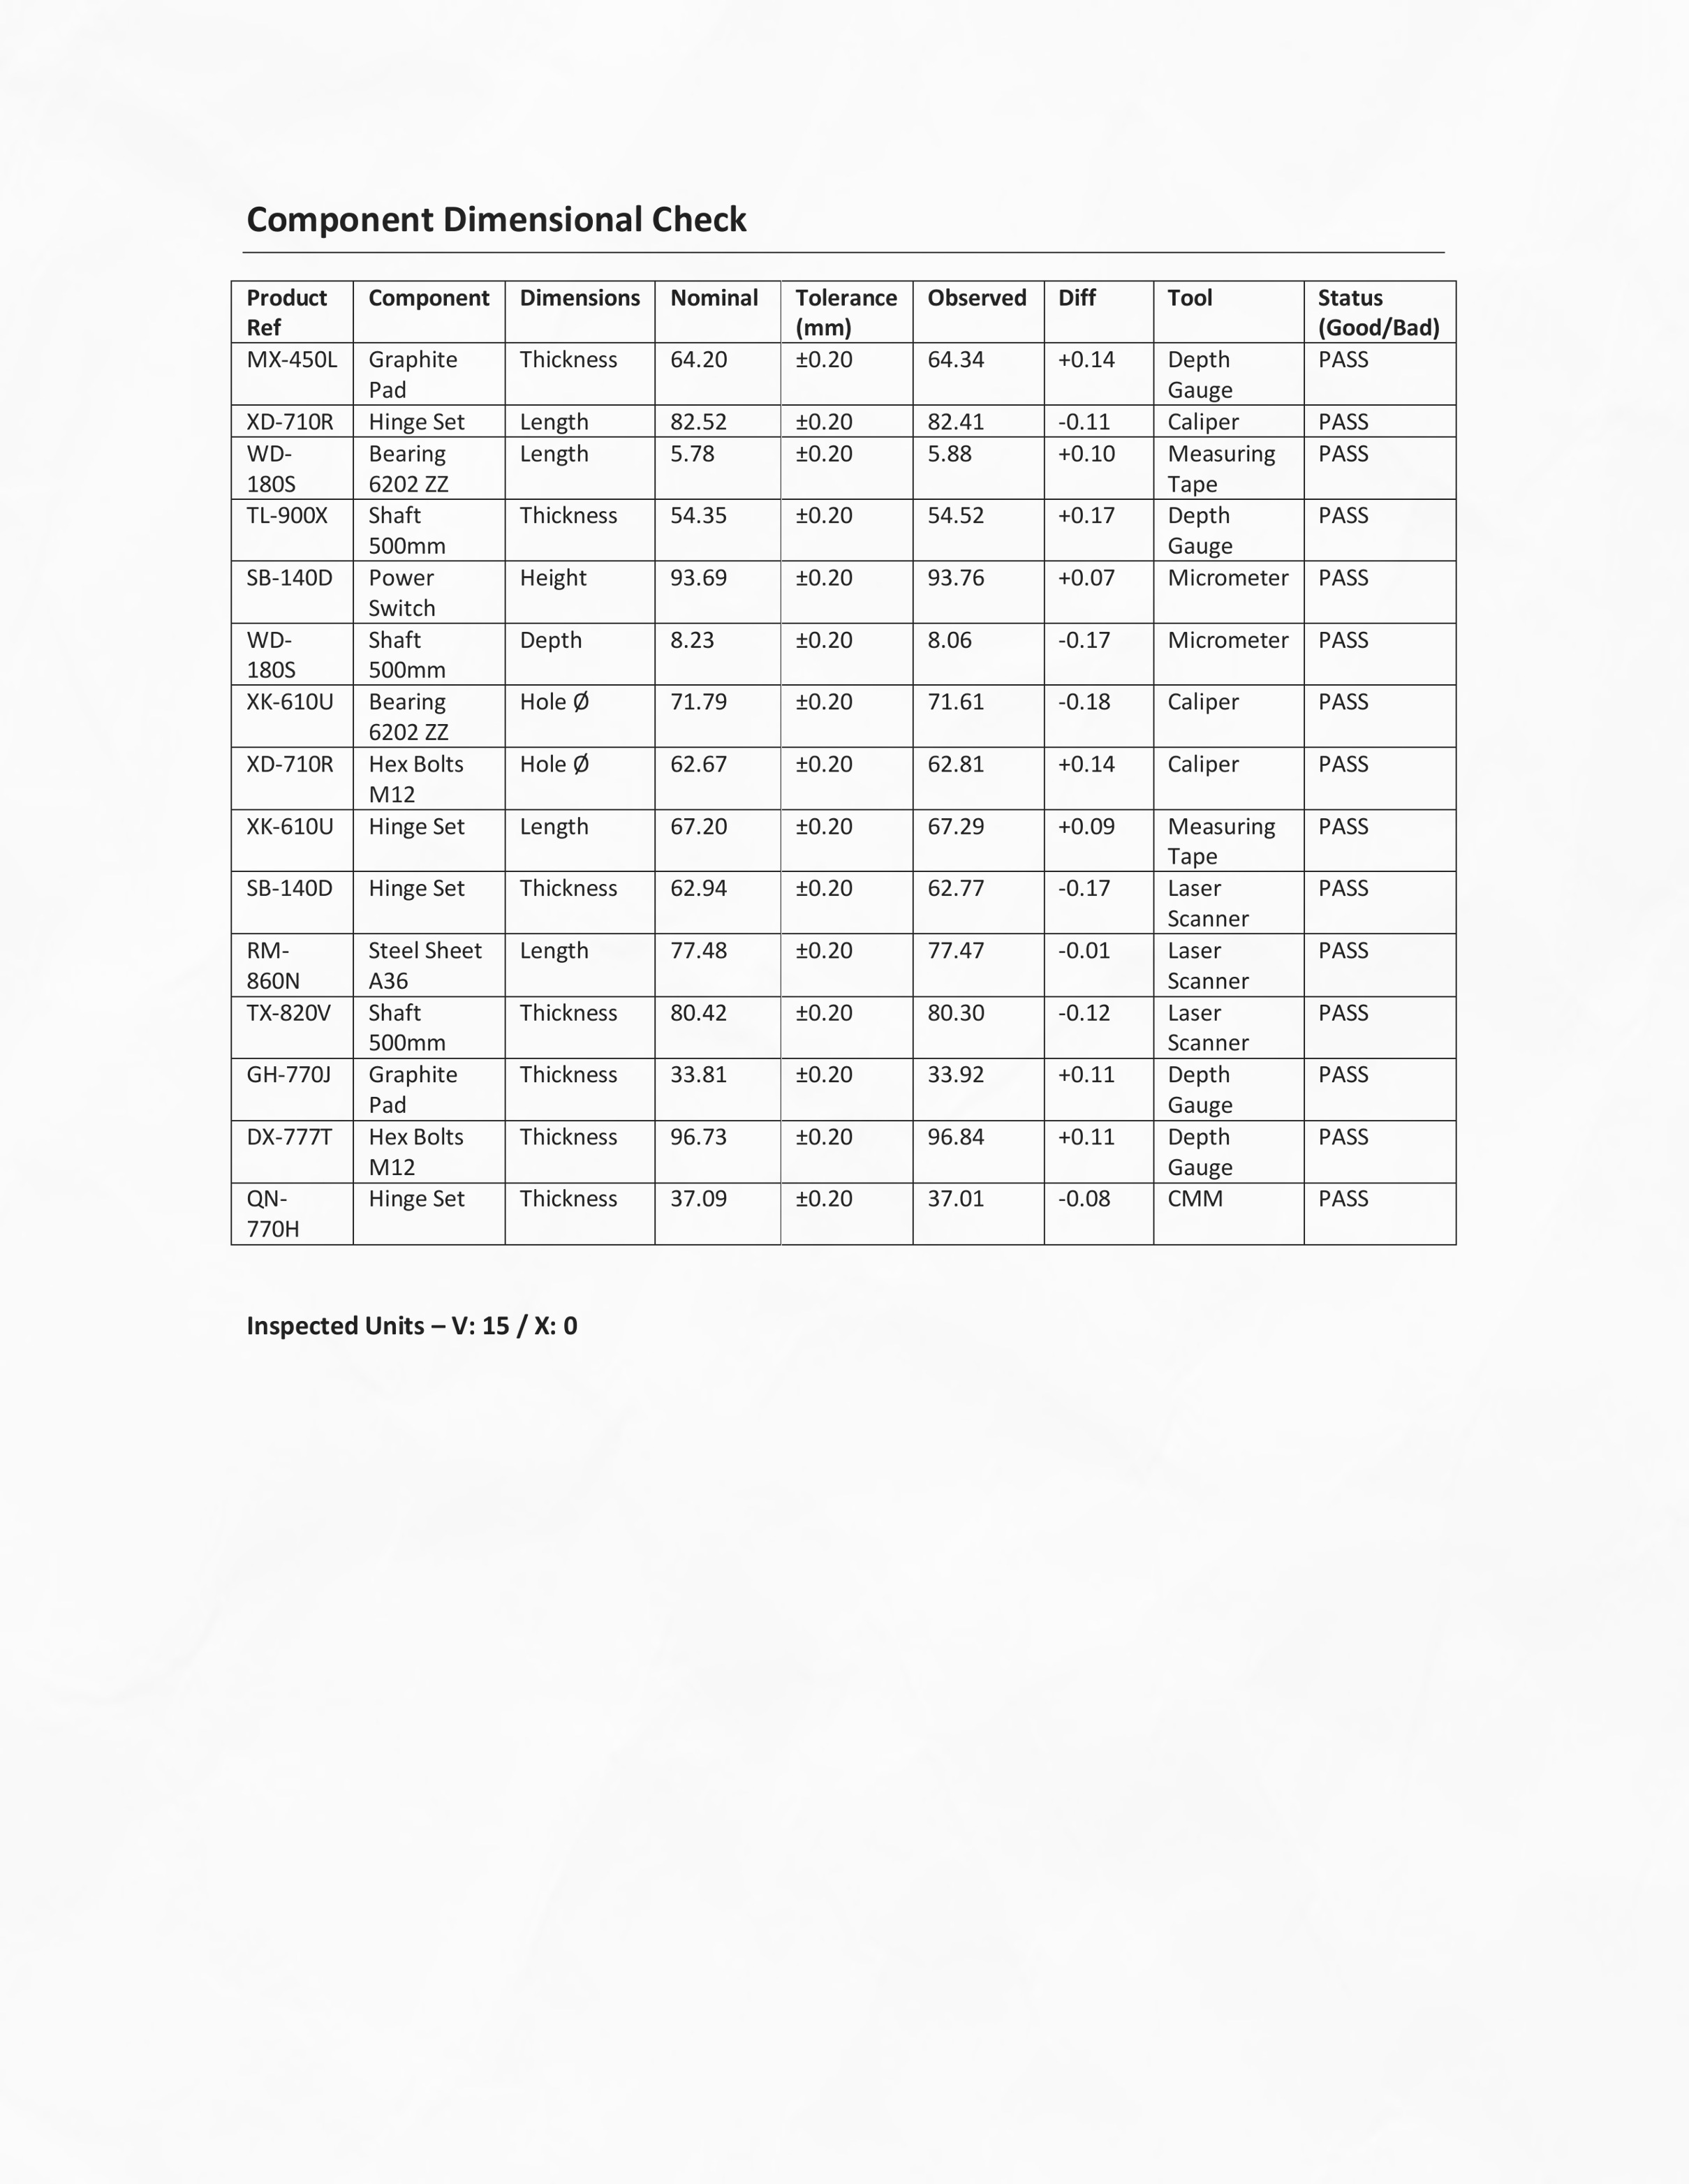 Component Dimensional Check
Product Ref Component Dimensions Nominal Tolerance (mm) Observed Diff Tool Status (Good/Bad)
MX-450L Graphite Pad Thickness 64.20 ±0.20 64.34 +0.14 Depth Gauge PASS
XD-710R Hinge Set Length 82.52 ±0.20 82.41 -0.11 Caliper PASS
WD-180S Bearing 6202 ZZ Length 5.78 ±0.20 5.88 +0.10 Measuring Tape PASS
TL-900X Shaft 500mm Thickness 54.35 ±0.20 54.52 +0.17 Depth Gauge PASS
SB-140D Power Switch Height 93.69 ±0.20 93.76 +0.07 Micrometer PASS
WD-180S Shaft 500mm Depth 8.23 ±0.20 8.06 -0.17 Micrometer PASS
XK-610U Bearing 6202 ZZ Hole Ø 71.79 ±0.20 71.61 -0.18 Caliper PASS
XD-710R Hex Bolts M12 Hole Ø 62.67 ±0.20 62.81 +0.14 Caliper PASS
XK-610U Hinge Set Length 67.20 ±0.20 67.29 +0.09 Measuring Tape PASS
SB-140D Hinge Set Thickness 62.94 ±0.20 62.77 -0.17 Laser Scanner PASS
RM-860N Steel Sheet A36 Length 77.48 ±0.20 77.47 -0.01 Laser Scanner PASS
TX-820V Shaft 500mm Thickness 80.42 ±0.20 80.30 -0.12 Laser Scanner PASS
GH-770J Graphite Pad Thickness 33.81 ±0.20 33.92 +0.11 Depth Gauge PASS
DX-777T Hex Bolts M12 Thickness 96.73 ±0.20 96.84 +0.11 Depth Gauge PASS
QN-770H Hinge Set Thickness 37.09 ±0.20 37.01 -0.08 CMM PASS
Inspected Units – V: 15 / X: 0